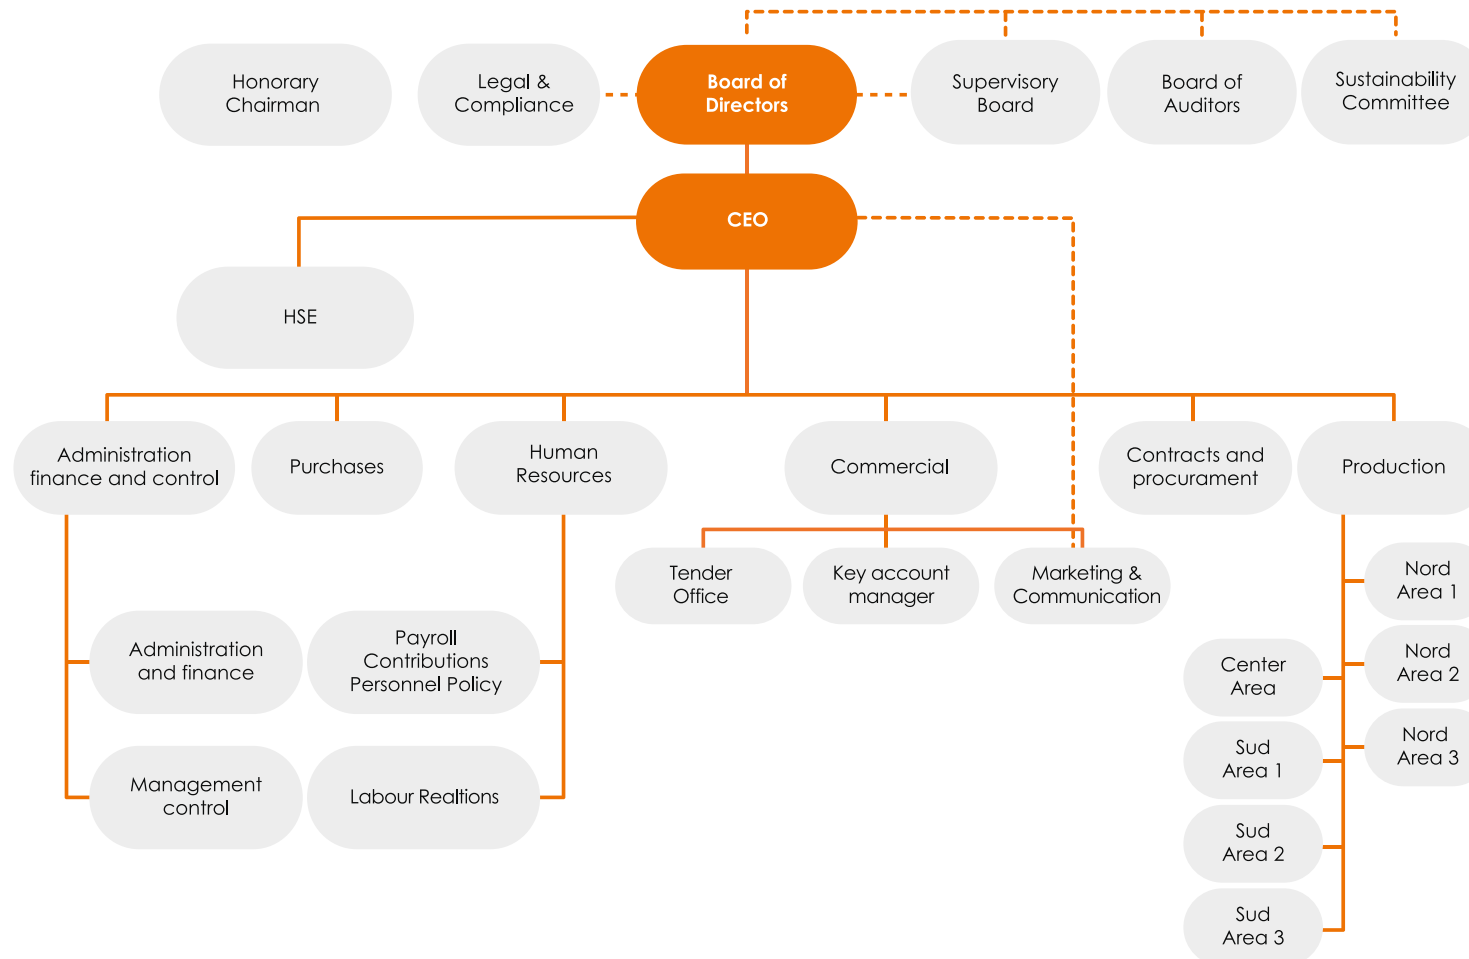 Honorary
Chairman
Legal &
Compliance
Board of
Directors
Supervisory
Board
Board of
Auditors
Sustainability
Committee
CEO
HSE
Administration
finance and control
Purchases
Human
Resources
Commercial
Contracts and
procurament
Production
Tender
Office
Key account
manager
Marketing &
Communication
Nord
Area 1
Administration
and finance
Payroll
Contributions
Personnel Policy
Center
Area
Nord
Area 2
Management
control
Labour Realtions
Sud
Area 1
Nord
Area 3
Sud
Area 2
Sud
Area 3